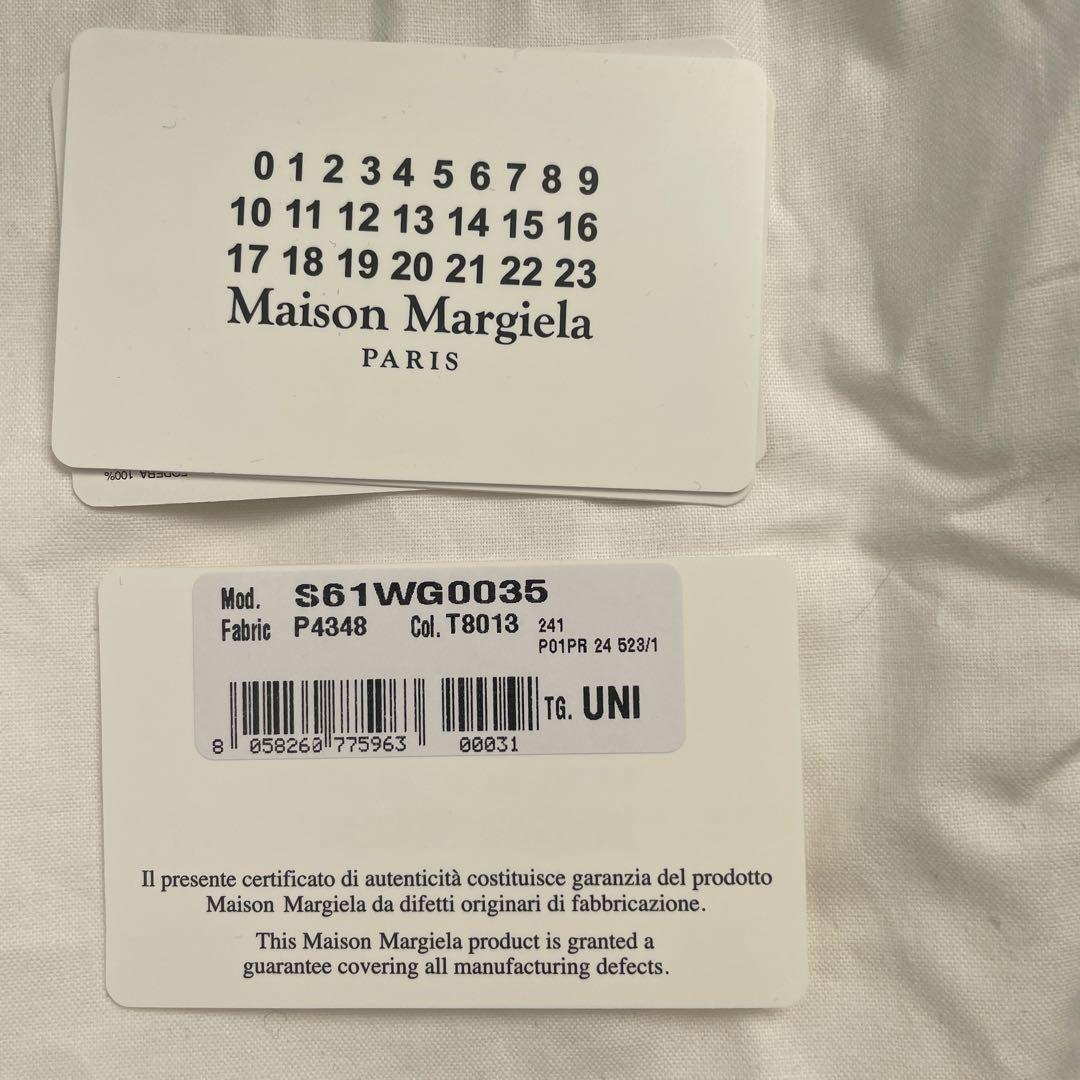 0 1 2 3 4 5 6 7 8 9
10 11 12 13 14 15 16
17 18 19 20 21 22 23
Maison Margiela
PARIS
FODERA 100%
Mod. S61WG0035
Fabric P4348 Col. T8013 241
P01PR 24 523/1
TG. UNI
8 058260 775963 00031
Il presente certificato di autenticità costituisce garanzia del prodotto
Maison Margiela da difetti originari di fabbricazione.
This Maison Margiela product is granted a
guarantee covering all manufacturing defects.